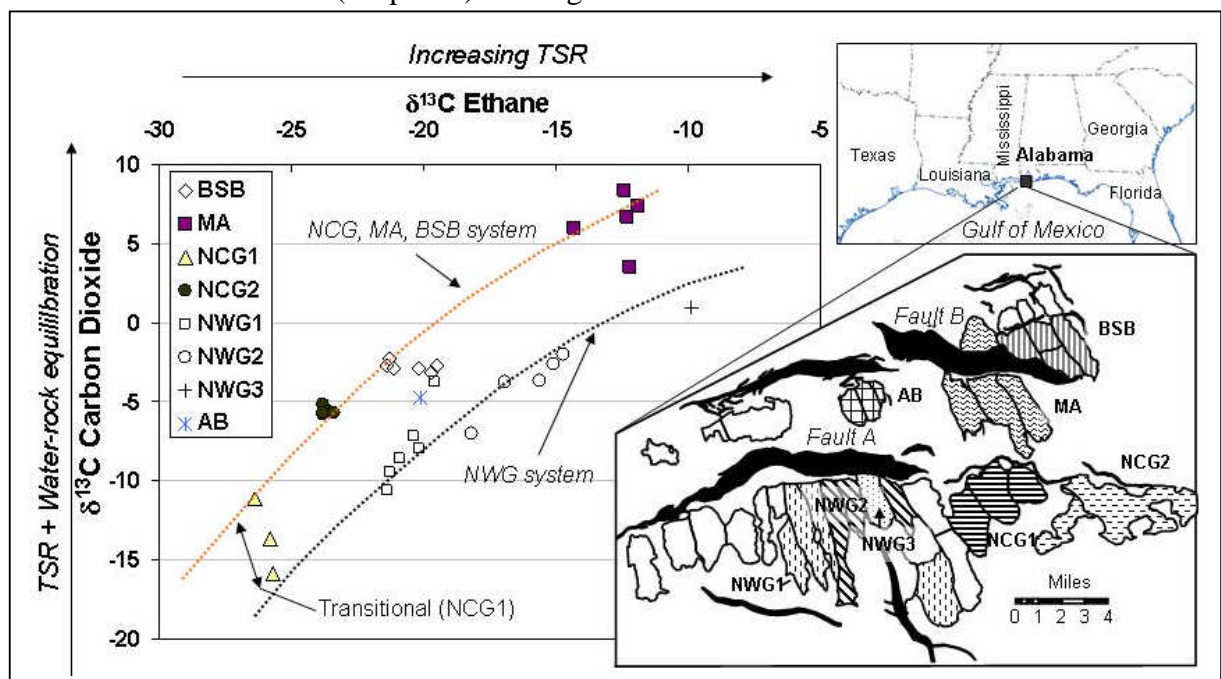 Increasing TSR
δ13C Ethane
-30 -25 -20 -15 -10 -5
TSR + Water-rock equiliibration
δ13C Carbon Dioxide
10
5
0
-5
-10
-15
-20
BSB
MA
NCG1
NCG2
NWG1
NWG2
NWG3
AB
NCG, MA, BSB system
NWG system
Transitional (NCG1)
Texas
Louisiana
Mississippi
Alabama
Georgia
Florida
Gulf of Mexico
Fault B
BSB
AB
MA
Fault A
NCG2
NWG2
NWG3
NCG1
NWG1
Miles
0 1 2 3 4